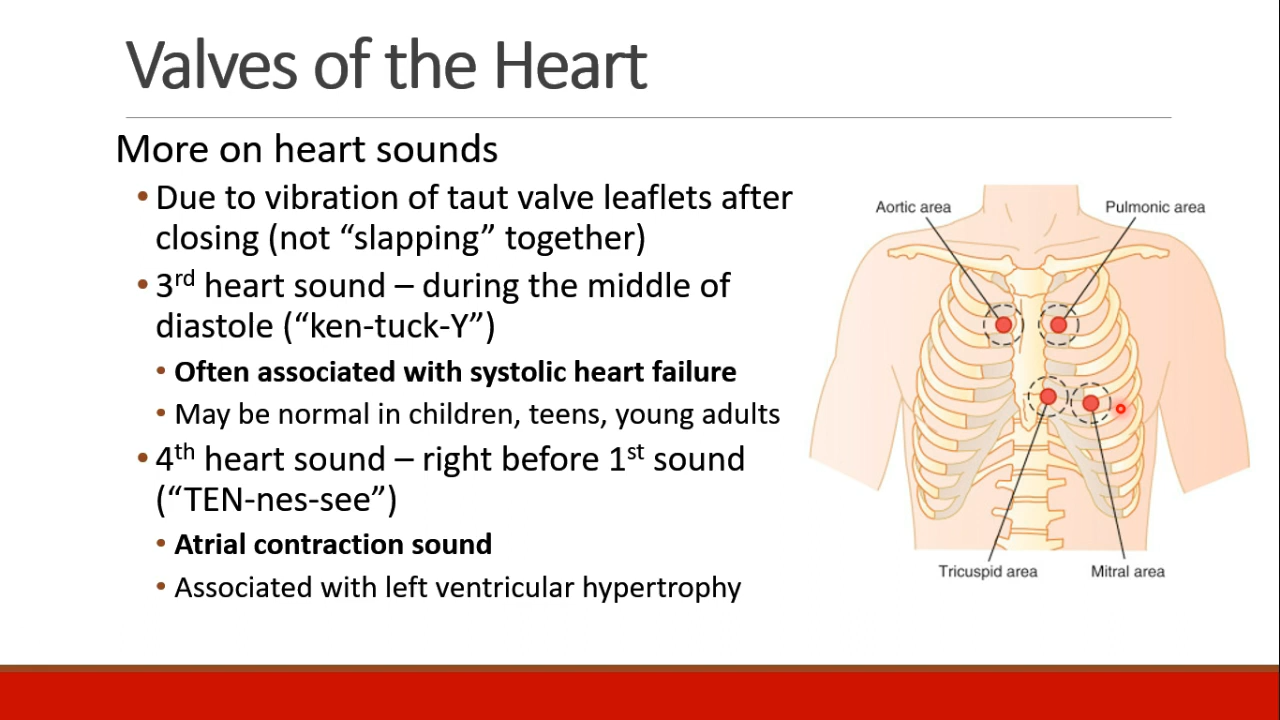 Valves of the Heart
More on heart sounds
• Due to vibration of taut valve leaflets after
closing (not “slapping” together)
• 3rd heart sound – during the middle of
diastole (“ken-tuck-Y”)
• Often associated with systolic heart failure
• May be normal in children, teens, young adults
• 4th heart sound – right before 1st sound
(“TEN-nes-see”)
• Atrial contraction sound
• Associated with left ventricular hypertrophy
Aortic area
Pulmonic area
Tricuspid area
Mitral area